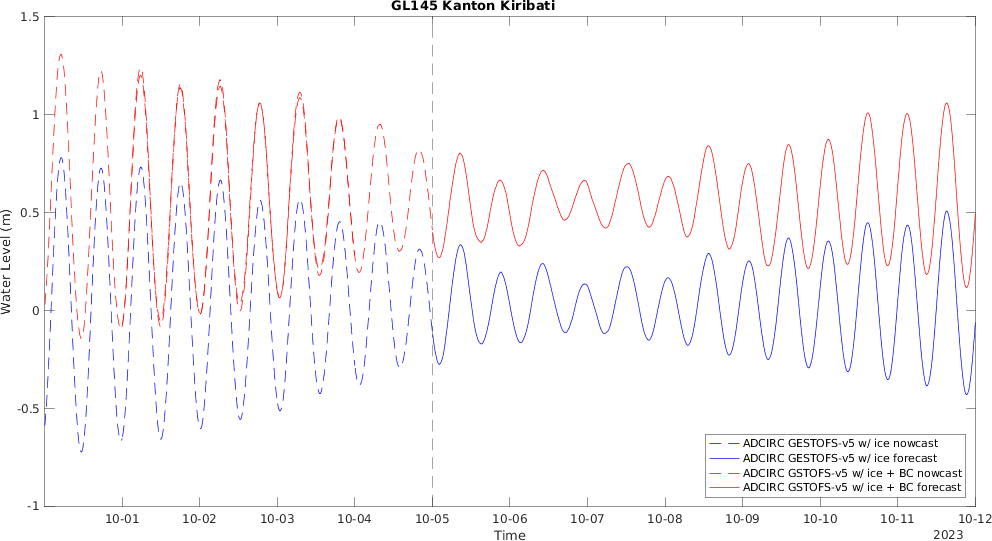 GL145 Kanton Kiribati
1.5
1
0.5
0
-0.5
-1
Water Level (m)
10-01 10-02 10-03 10-04 10-05 10-06 10-07 10-08 10-09 10-10 10-11 10-12
Time
2023
ADCIRC GESTOFS-v5 w/ ice nowcast
ADCIRC GESTOFS-v5 w/ ice forecast
ADCIRC GSTOFS-v5 w/ ice + BC nowcast
ADCIRC GSTOFS-v5 w/ ice + BC forecast